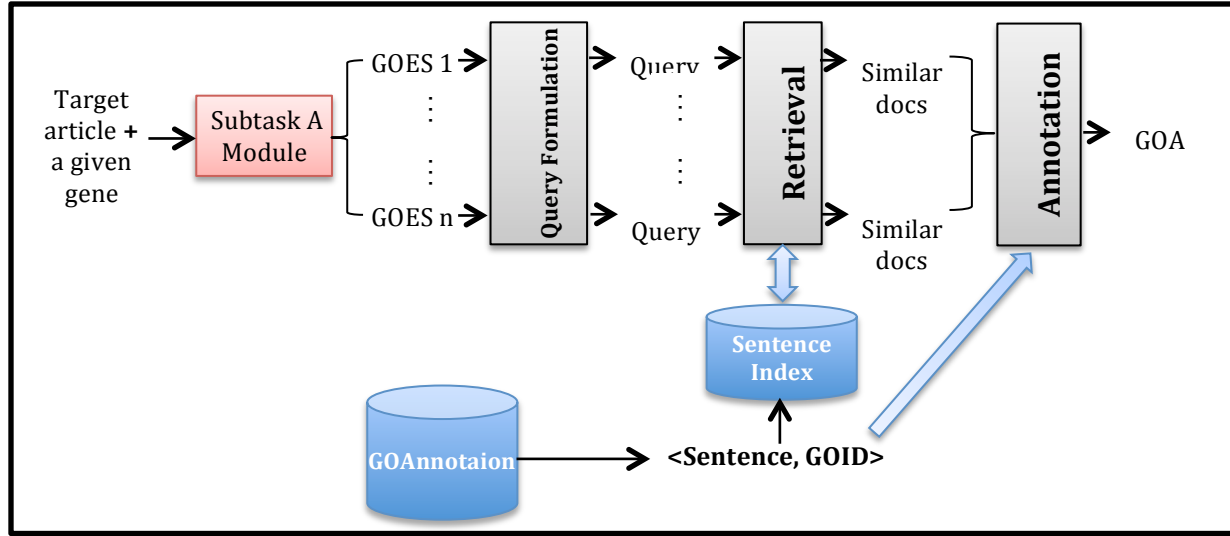 Target
article +
a given
gene
Subtask A
Module
GOES 1
⋮
⋮
GOES n
Query Formulation
Query
⋮
⋮
Query
Retrieval
Similar
docs
Similar
docs
Annotation
GOA
Sentence
Index
GOAnnotaion
<Sentence, GOID>